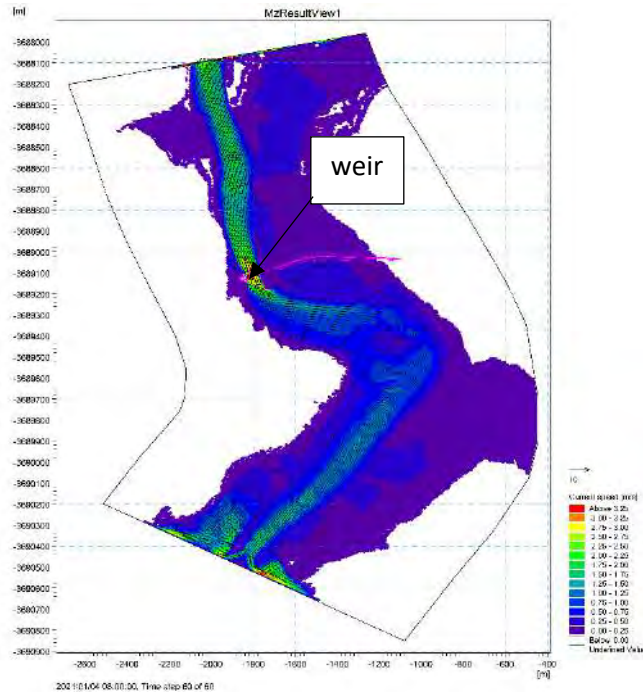 MzResultView1
[m]
-3688000
-3688100
-3688200
-3688300
-3688400
-3688500
-3688600
-3688700
-3688800
-3688900
-3689000
-3689100
-3689200
-3689300
-3689400
-3689500
-3689600
-3689700
-3689800
-3689900
-3690000
-3690100
-3690200
-3690300
-3690400
-3690500
-3690600
-3690700
-3690800
-3690900
weir
-2600 -2400 -2200 -2000 -1800 -1600 -1400 -1200 -1000 -800 -600 -400
[m]
10
Current speed [m/s]
Above 3.25
3.00 - 3.25
2.75 - 3.00
2.50 - 2.75
2.25 - 2.50
2.00 - 2.25
1.75 - 2.00
1.50 - 1.75
1.25 - 1.50
1.00 - 1.25
0.75 - 1.00
0.50 - 0.75
0.25 - 0.50
0.00 - 0.25
Below 0.00
Undefined Value
2021/01/04 08:00:00, Time step 60 of 60